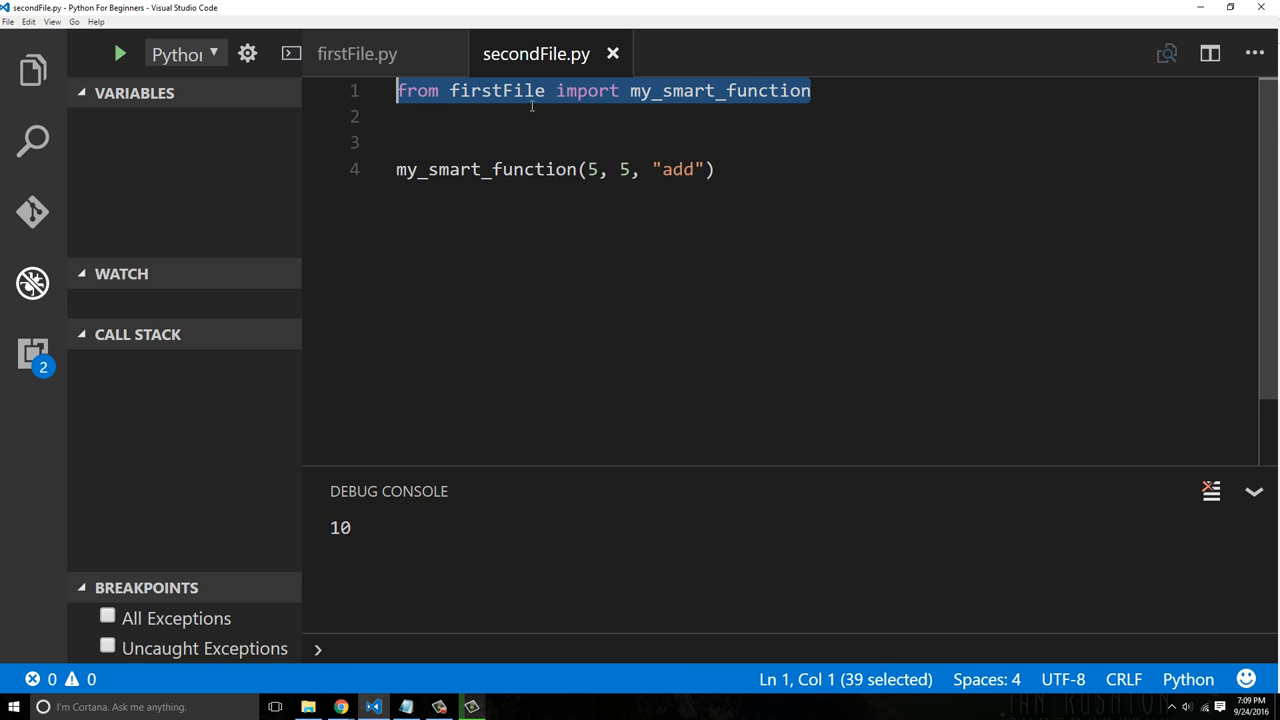 secondFile.py - Python For Beginners - Visual Studio Code
File Edit View Go Help
firstFile.py
secondFile.py
VARIABLES
1 from firstFile import my_smart_function
2
3
4 my_smart_function(5, 5, "add")
WATCH
CALL STACK
2
DEBUG CONSOLE
10
BREAKPOINTS
All Exceptions
Uncaught Exceptions
0 0
Ln 1, Col 1 (39 selected) Spaces: 4 UTF-8 CRLF Python
I'm Cortana. Ask me anything.
7:09 PM
9/24/2016